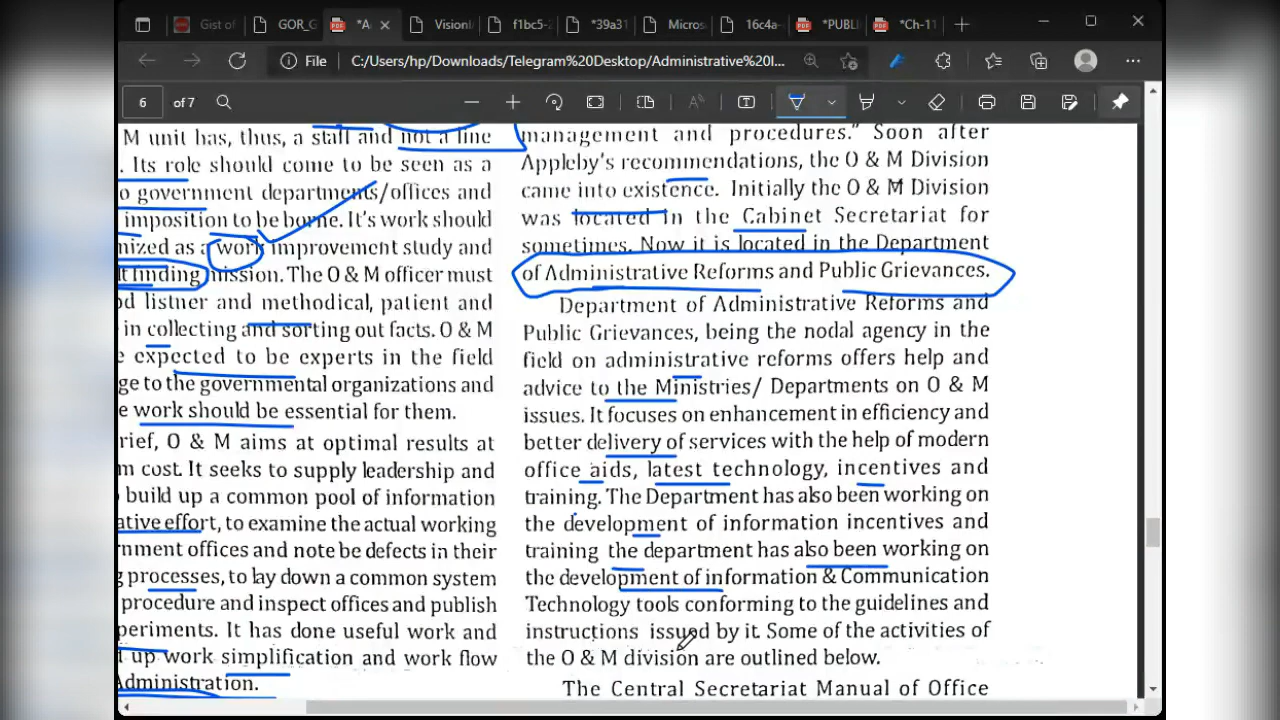 Gist of
GOR_G
*A
VisionI
f1bc5-2
*39a31
Micros
16c4a-
*PUBL
*Ch-11
File
C:/Users/hp/Downloads/Telegram%20Desktop/Administrative%20I...
6 of 7
M unit has, thus, a staff and not a line
. Its role should come to be seen as a
o government departments/offices and
imposition to be borne. It's work should
nized as a work improvement study and
t finding mission. The O & M officer must
od listner and methodical, patient and
in collecting and sorting out facts. O & M
e expected to be experts in the field
ge to the governmental organizations and
e work should be essential for them.
rief, O & M aims at optimal results at
m cost. It seeks to supply leadership and
build up a common pool of information
ative effort, to examine the actual working
rnment offices and note be defects in their
g processes, to lay down a common system
procedure and inspect offices and publish
periments. It has done useful work and
d up work simplification and work flow
Administration.
management and procedures." Soon after
Appleby's recommendations, the O & M Division
came into existence. Initially the O & M Division
was located in the Cabinet Secretariat for
sometimes. Now it is located in the Department
of Administrative Reforms and Public Grievances.
Department of Administrative Reforms and
Public Grievances, being the nodal agency in the
field on administrative reforms offers help and
advice to the Ministries/ Departments on O & M
issues. It focuses on enhancement in efficiency and
better delivery of services with the help of modern
office aids, latest technology, incentives and
training. The Department has also been working on
the development of information incentives and
training the department has also been working on
the development of information & Communication
Technology tools conforming to the guidelines and
instructions issued by it. Some of the activities of
the O & M division are outlined below.
The Central Secretariat Manual of Office